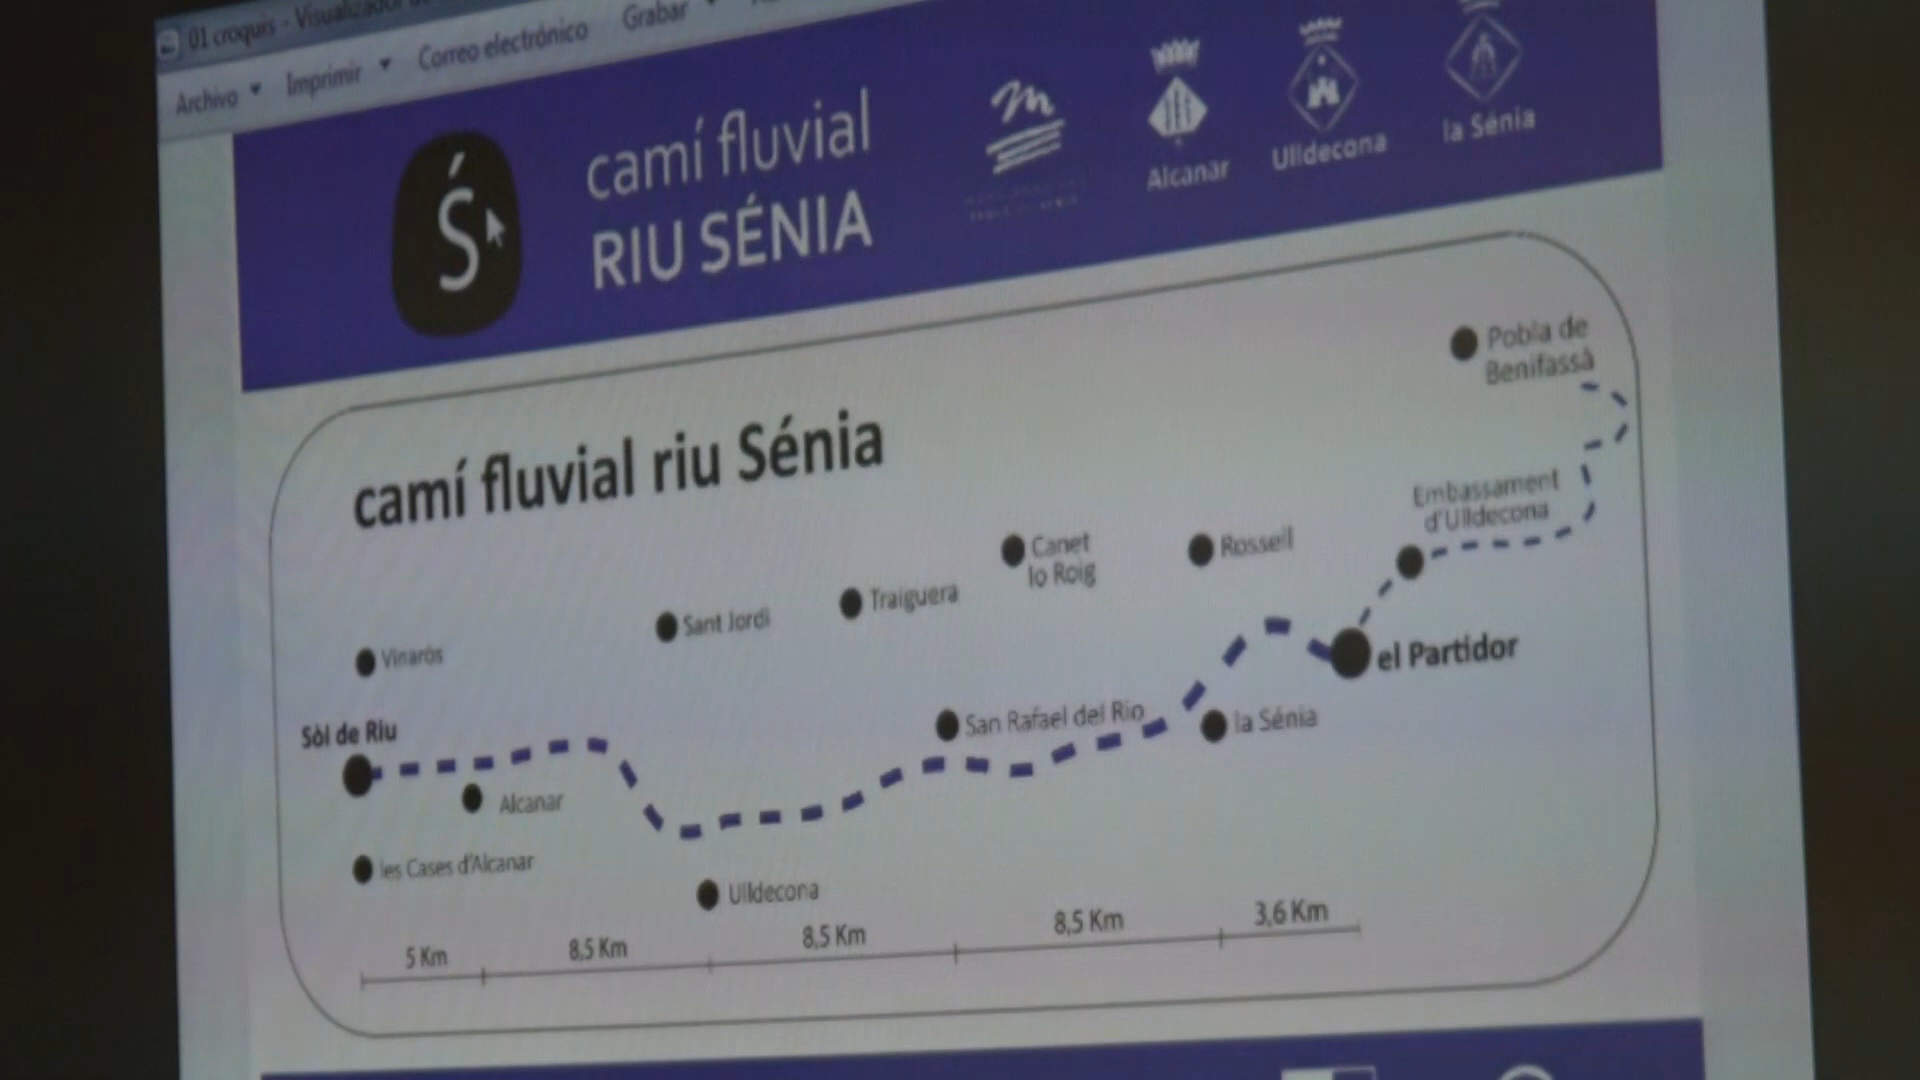 01 croquis - Visualizador
Archivo Imprimir Correo electrónico Grabar
Ś
camí fluvial
RIU SÉNIA
Alcanar
Ulldecona
la Sénia
camí fluvial riu Sénia
Pobla de
Benifassà
Embassament
d'Ulldecona
Canet
lo Roig
Rossell
Traiguera
Sant Jordi
Vinaròs
el Partidor
San Rafael del Rio
la Sénia
Sòl de Riu
Alcanar
les Cases d'Alcanar
Ulldecona
5 Km
8,5 Km
8,5 Km
8,5 Km
3,6 Km